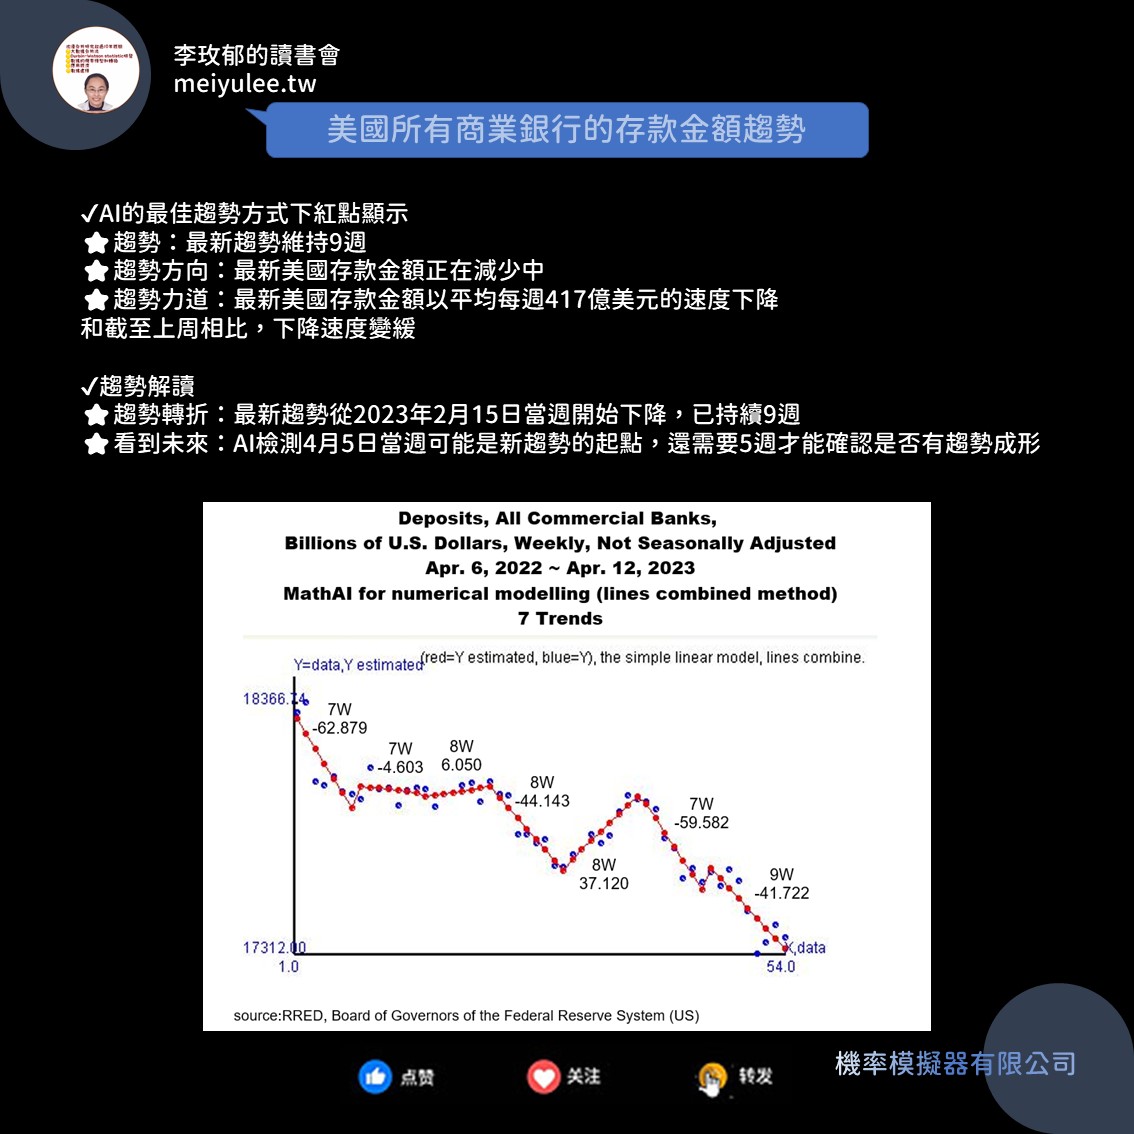 李玫郁的讀書會
meiyulee.tw
美國所有商業銀行的存款金額趨勢
✓AI的最佳趨勢方式下紅點顯示
⭐趨勢：最新趨勢維持9週
⭐趨勢方向：最新美國存款金額正在減少中
⭐趨勢力道：最新美國存款金額以平均每週417億美元的速度下降
和截至上周相比，下降速度變緩
✓趨勢解讀
⭐趨勢轉折：最新趨勢從2023年2月15日當週開始下降，已持續9週
⭐看到未來：AI檢測4月5日當週可能是新趨勢的起點，還需要5週才能確認是否有趨勢成形
Deposits, All Commercial Banks,
Billions of U.S. Dollars, Weekly, Not Seasonally Adjusted
Apr. 6, 2022 ~ Apr. 12, 2023
MathAI for numerical modelling (lines combined method)
7 Trends
Y=data,Y estimated
(red=Y estimated, blue=Y), the simple linear model, lines combine.
18366.74
7W
-62.879
7W
-4.603
8W
6.050
8W
-44.143
8W
37.120
7W
-59.582
9W
-41.722
17312.00
X,data
1.0
54.0
source:RRED, Board of Governors of the Federal Reserve System (US)
点赞
关注
转发
機率模擬器有限公司